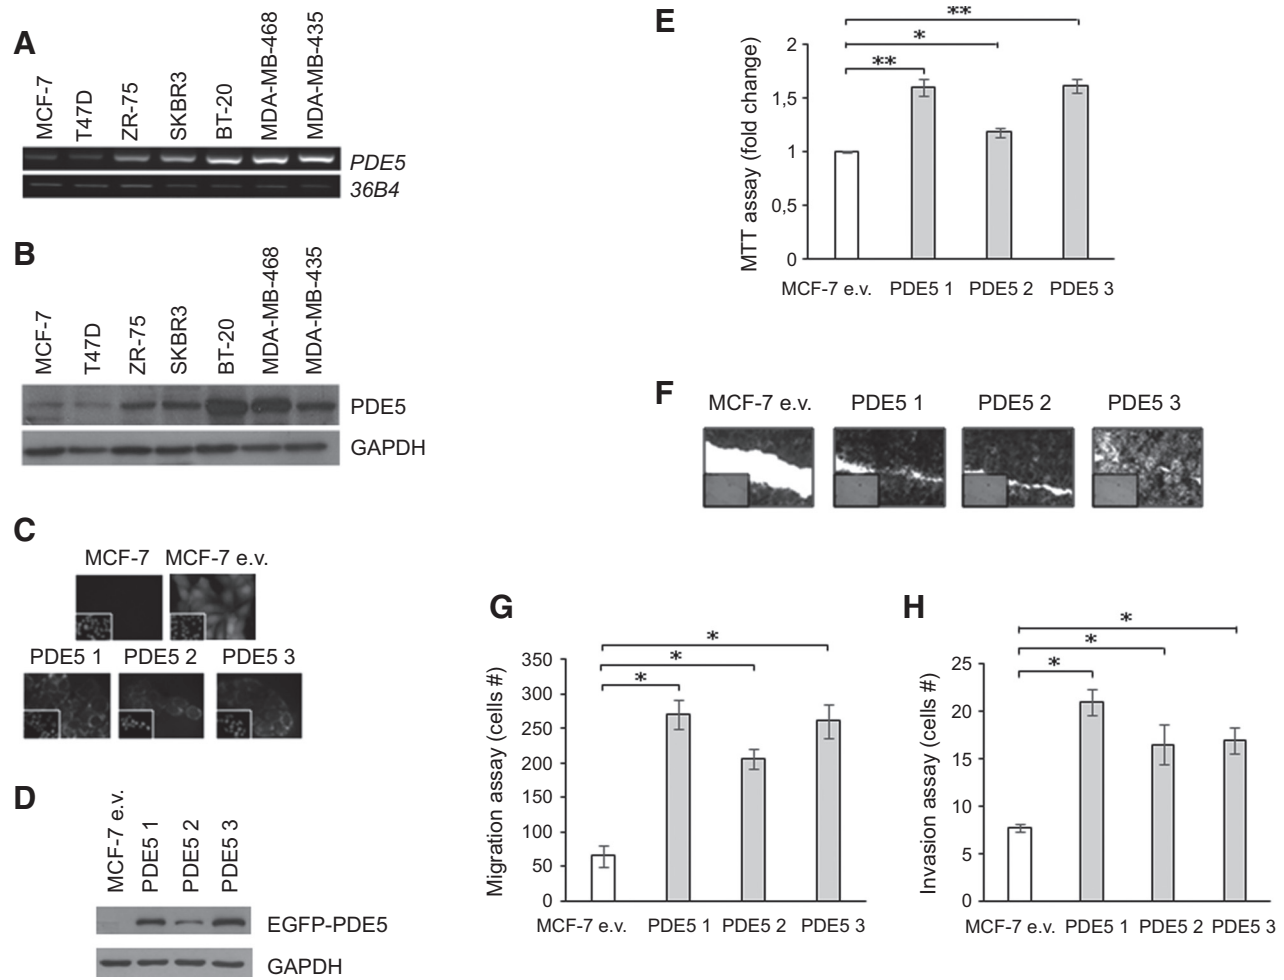 A
MCF-7
T47D
ZR-75
SKBR3
BT-20
MDA-MB-468
MDA-MB-435
PDE5
36B4
B
MCF-7
T47D
ZR-75
SKBR3
BT-20
MDA-MB-468
MDA-MB-435
PDE5
GAPDH
C
MCF-7 MCF-7 e.v.
PDE5 1 PDE5 2 PDE5 3
D
MCF-7 e.v.
PDE5 1
PDE5 2
PDE5 3
EGFP-PDE5
GAPDH
E
MTT assay (fold change)
2
1,5
1
0,5
0
**
*
**
MCF-7 e.v. PDE5 1 PDE5 2 PDE5 3
F
MCF-7 e.v. PDE5 1 PDE5 2 PDE5 3
G
Migration assay (cells #)
350
300
250
200
150
100
50
0
*
*
*
MCF-7 e.v. PDE5 1 PDE5 2 PDE5 3
H
Invasion assay (cells #)
25
20
15
10
5
0
*
*
*
MCF-7 e.v. PDE5 1 PDE5 2 PDE5 3